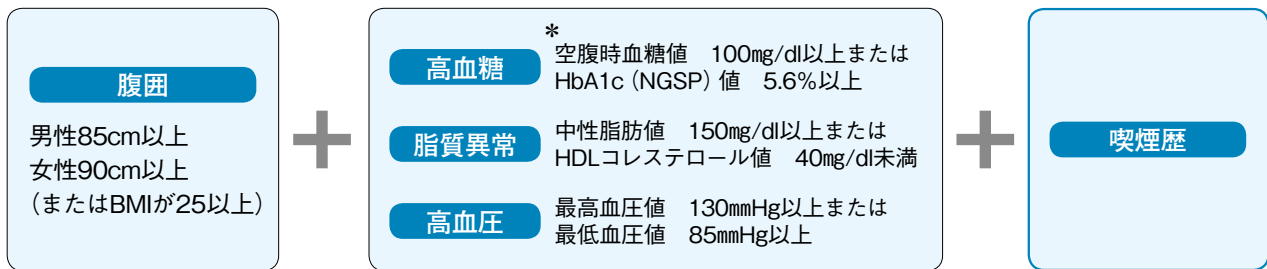 腹囲
男性85cm以上
女性90cm以上
（またはBMIが25以上）
＋
高血糖
＊
空腹時血糖値　100mg/dl以上または
HbA1c（NGSP）値　5.6%以上
脂質異常
中性脂肪値　150mg/dl以上または
HDLコレステロール値　40mg/dl未満
高血圧
最高血圧値　130mmHg以上または
最低血圧値　85mmHg以上
＋
喫煙歴